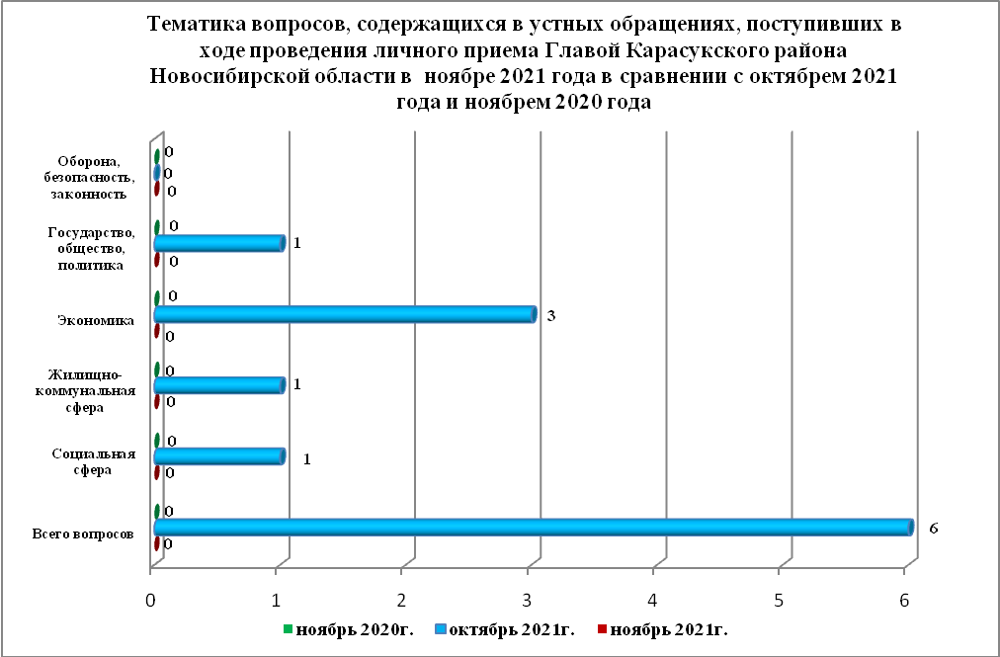 Тематика вопросов, содержащихся в устных обращениях, поступивших в
ходе проведения личного приема Главой Карасукского района
Новосибирской области в ноябре 2021 года в сравнении с октябрем 2021
года и ноябрем 2020 года
Оборона,
безопасность,
законность
0
0
0
Государство,
общество,
политика
0
1
0
Экономика
0
3
0
Жилищно-
коммунальная
сфера
0
1
0
Социальная
сфера
0
1
0
Всего вопросов
0
6
0
0 1 2 3 4 5 6
ноябрь 2020г. октябрь 2021г. ноябрь 2021г.